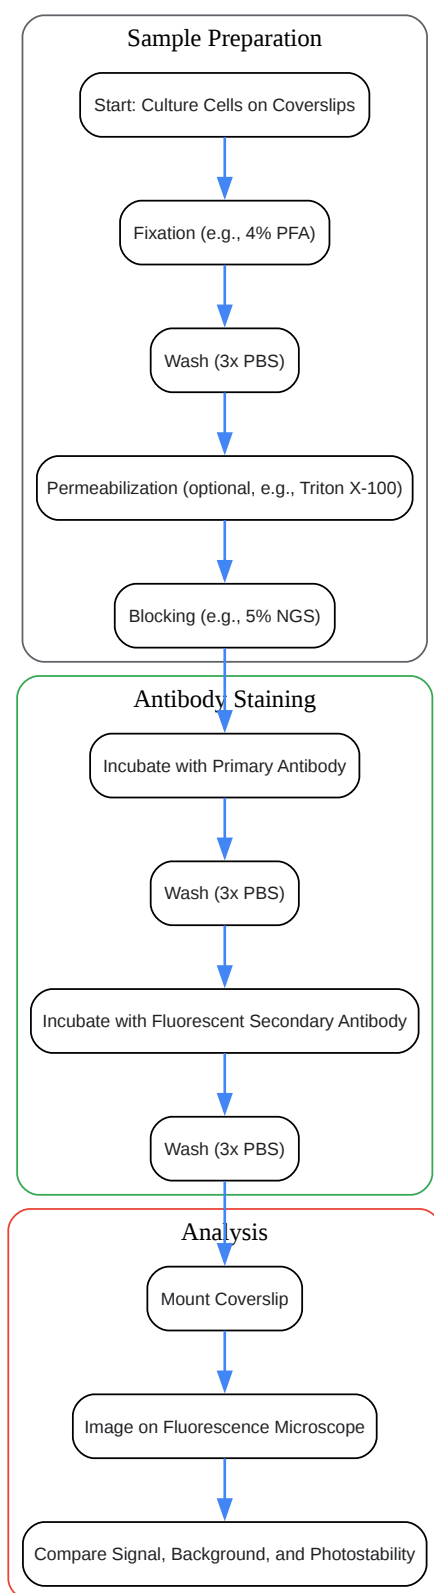 Sample Preparation
Start: Culture Cells on Coverslips
Fixation (e.g., 4% PFA)
Wash (3x PBS)
Permeabilization (optional, e.g., Triton X-100)
Blocking (e.g., 5% NGS)
Antibody Staining
Incubate with Primary Antibody
Wash (3x PBS)
Incubate with Fluorescent Secondary Antibody
Wash (3x PBS)
Analysis
Mount Coverslip
Image on Fluorescence Microscope
Compare Signal, Background, and Photostability